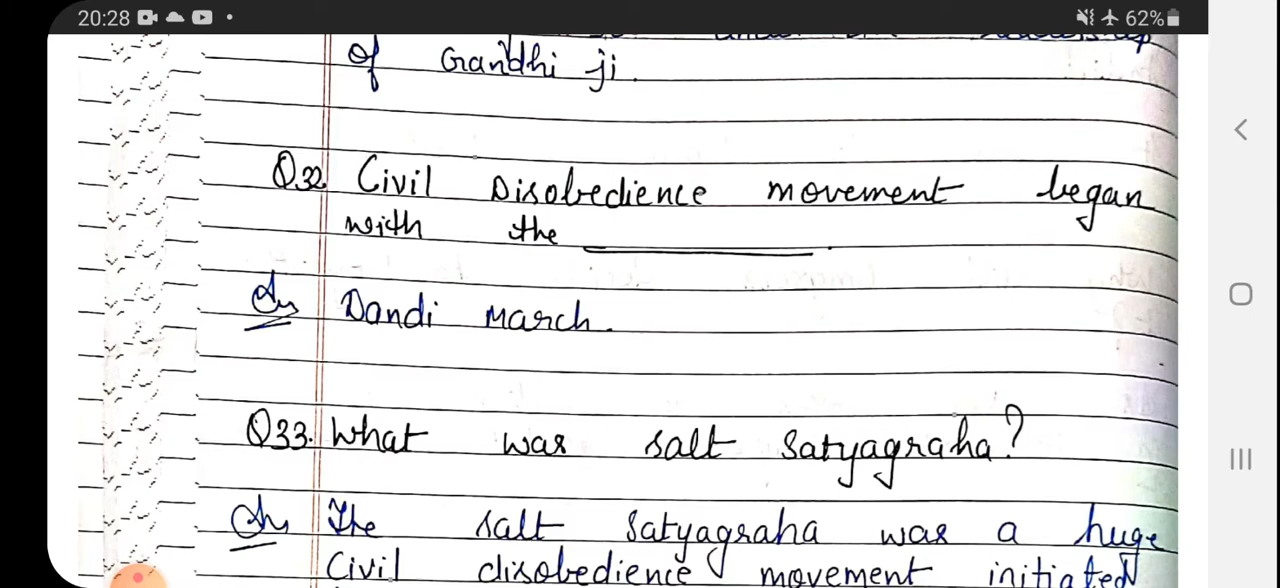 20:28 62%
of Gandhi ji.
Q32 Civil Disobedience movement began
with the ____________.
Ans Dandi March.
Q33. What was salt satyagraha?
Ans The salt satyagraha was a huge
Civil disobedience movement initiated